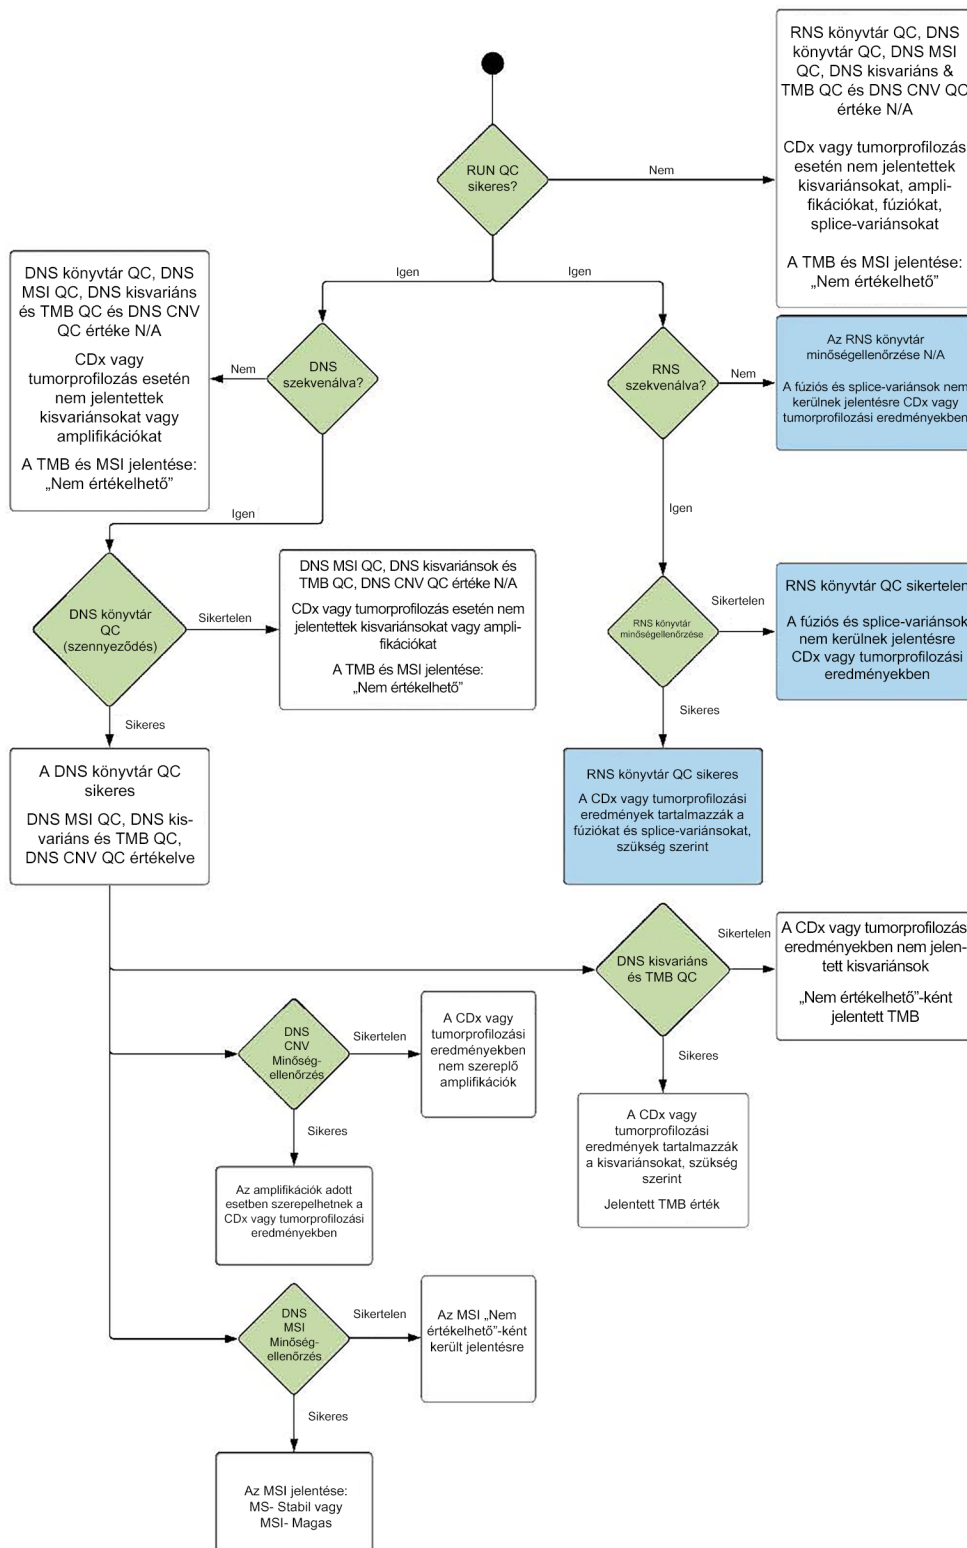 RUN QC
sikeres?
Nem
RNS könyvtár QC, DNS
könyvtár QC, DNS MSI
QC, DNS kisvariáns &
TMB QC és DNS CNV QC
értéke N/A
CDx vagy tumorprofilozás
esetén nem jelentettek
kisvariánsokat, ampli-
fikációkat, fúziókat,
splice-variánsokat
A TMB és MSI jelentése:
„Nem értékelhető”
Igen
Igen
DNS könyvtár QC, DNS
MSI QC, DNS kisvariáns
és TMB QC és DNS CNV
QC értéke N/A
CDx vagy
tumorprofilozás esetén
nem jelentettek
kisvariánsokat vagy
amplifikációkat
A TMB és MSI jelentése:
„Nem értékelhető”
Nem
DNS
szekvenálva?
RNS
szekvenálva?
Nem
Az RNS könyvtár
minőségellenőrzése N/A
A fúziós és splice-variánsok nem
kerülnek jelentésre CDx vagy
tumorprofilozási eredményekben
Igen
Igen
DNS könyvtár
QC
(szennyeződés)
Sikertelen
DNS MSI QC, DNS kisvariánsok és
TMB QC, DNS CNV QC értéke N/A
CDx vagy tumorprofilozás esetén nem
jelentettek kisvariánsokat vagy ampli-
fikációkat
A TMB és MSI jelentése:
„Nem értékelhető”
RNS könyvtár
minőségellenőrzése
Sikertelen
RNS könyvtár QC sikertelen
A fúziós és splice-variánsok
nem kerülnek jelentésre
CDx vagy tumorprofilozási
eredményekben
Sikeres
Sikeres
A DNS könyvtár QC
sikeres
DNS MSI QC, DNS kis-
variáns és TMB QC,
DNS CNV QC értékelve
RNS könyvtár QC sikeres
A CDx vagy tumorprofilozási
eredmények tartalmazzák a
fúziókat és splice-variánsokat,
szükség szerint
DNS kisvariáns
és TMB QC
Sikertelen
A CDx vagy tumorprofilozási
eredményekben nem jelen-
tett kisvariánsok
„Nem értékelhető”-ként
jelentett TMB
Sikeres
A CDx vagy
tumorprofilozási
eredmények tartalmazzák
a kisvariánsokat, szükség
szerint
Jelentett TMB érték
DNS
CNV
Minőség-
ellenőrzés
Sikertelen
A CDx vagy
tumorprofilozási
eredményekben
nem szereplő
amplifikációk
Sikeres
Az amplifikációk adott
esetben szerepelhetnek a
CDx vagy tumorprofilozási
eredményekben
DNS
MSI
Minőség-
ellenőrzés
Sikertelen
Az MSI „Nem
értékelhető”-ként
került jelentésre
Sikeres
Az MSI jelentése:
MS- Stabil vagy
MSI- Magas